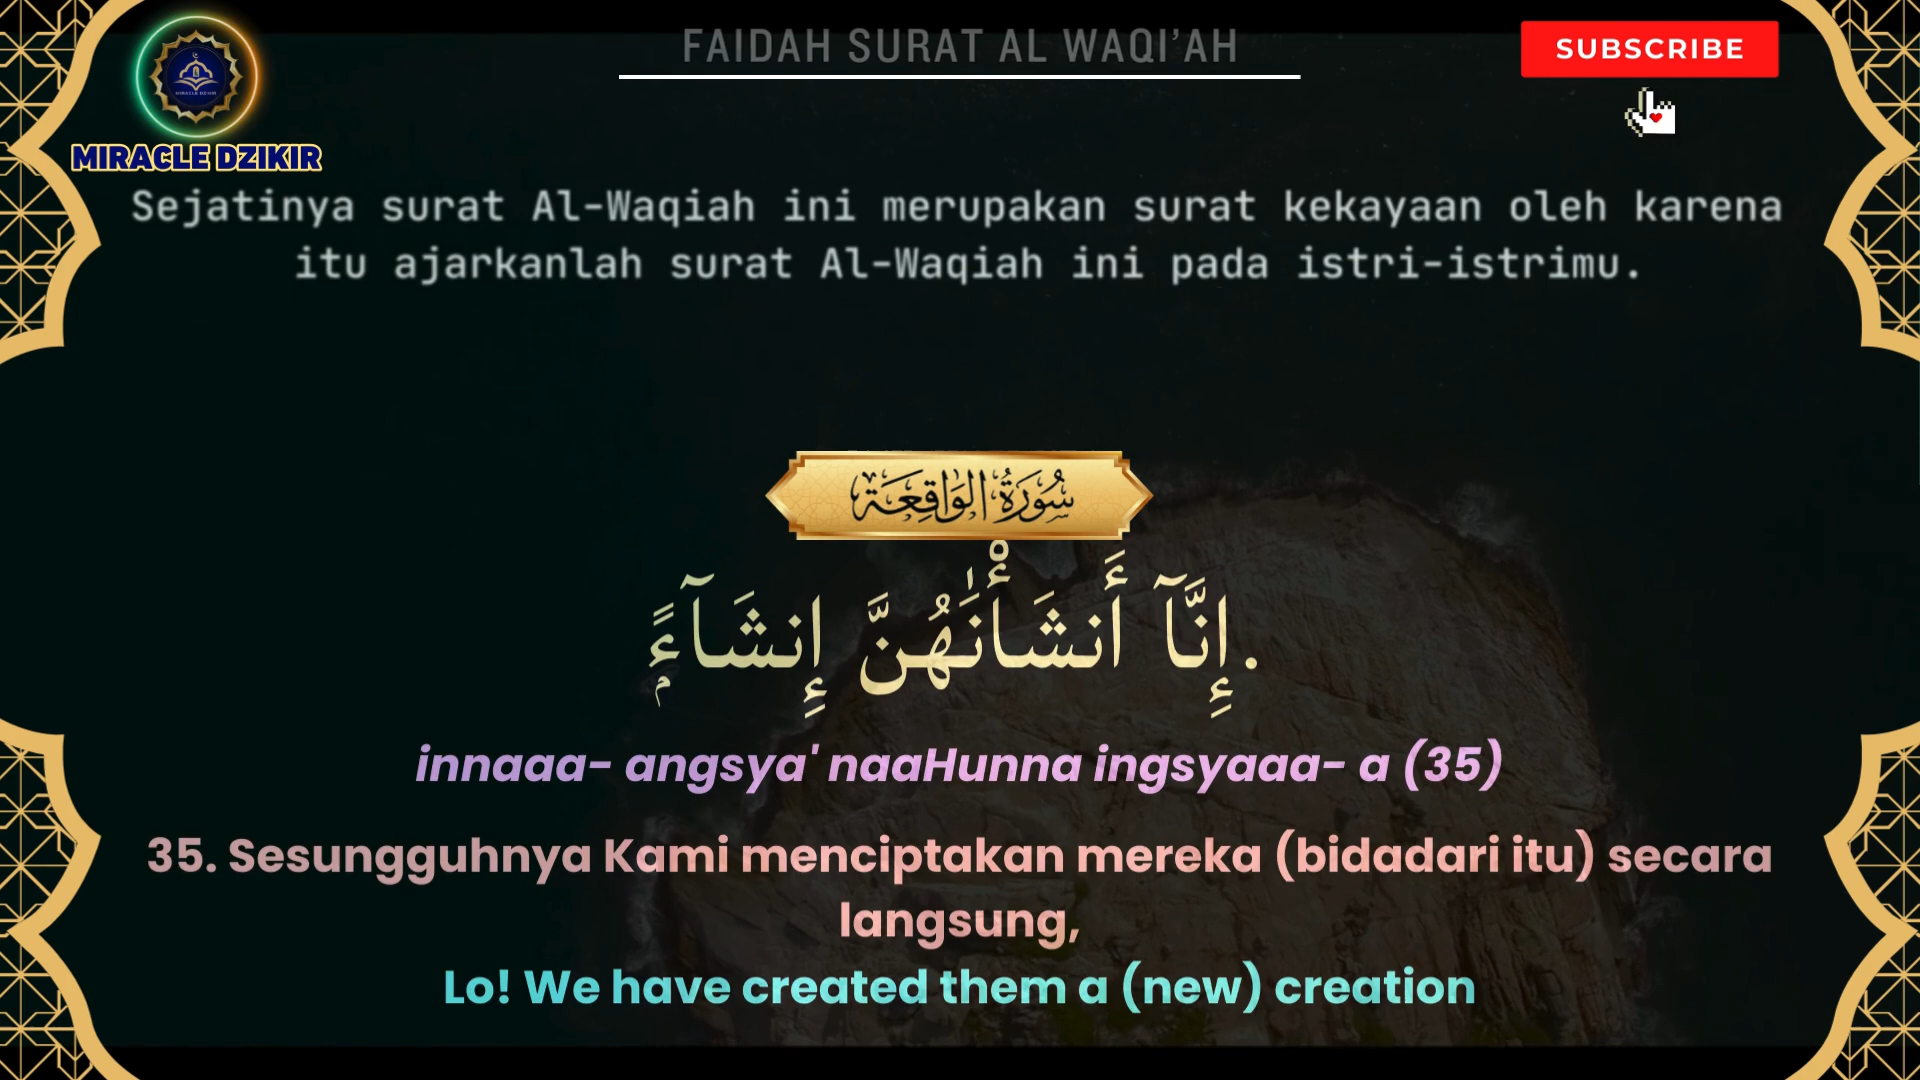 FAIDAH SURAT AL WAQI'AH
SUBSCRIBE
MIRACLE DZIKIR
Sejatinya surat Al-Waqiah ini merupakan surat kekayaan oleh karena
itu ajarkanlah surat Al-Waqiah ini pada istri-istrimu.
سُورَةُ الوَاقِعَة
.إِنَّآ أَنشَأْنَٰهُنَّ إِنشَآءًۭ
innaaa- angsya' naaHunna ingsyaaa- a (35)
35. Sesungguhnya Kami menciptakan mereka (bidadari itu) secara
langsung,
Lo! We have created them a (new) creation